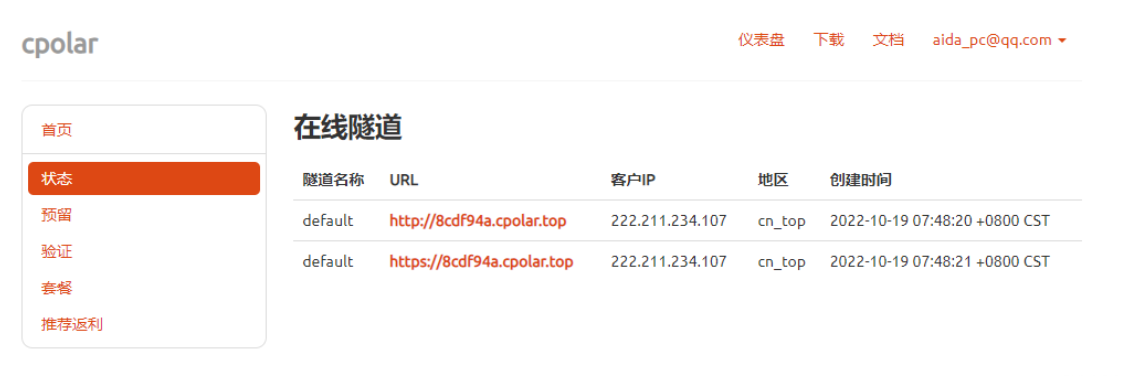 cpolar
仪表盘 下载 文档 aida_pc@qq.com
首页
状态
预留
验证
套餐
推荐返利
在线隧道
隧道名称 URL 客户IP 地区 创建时间
default http://8cdf94a.cpolar.top 222.211.234.107 cn_top 2022-10-19 07:48:20 +0800 CST
default https://8cdf94a.cpolar.top 222.211.234.107 cn_top 2022-10-19 07:48:21 +0800 CST